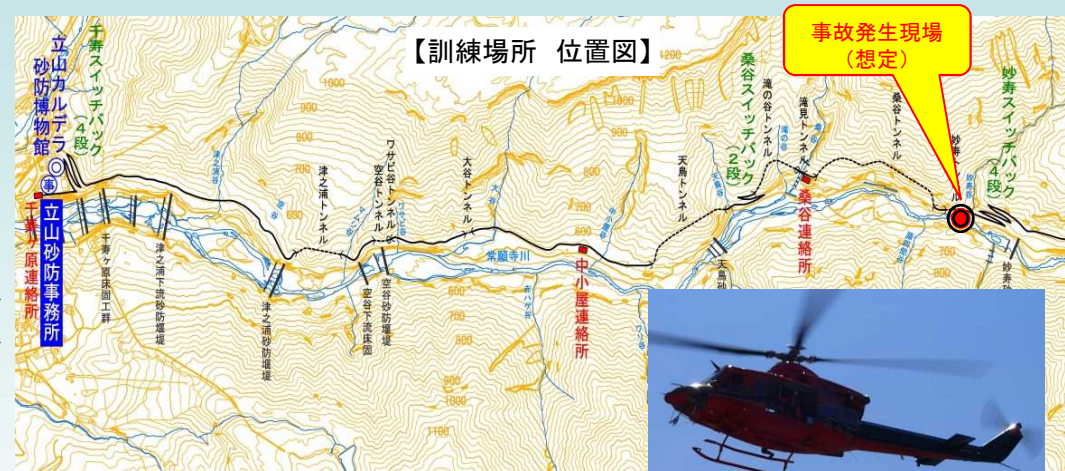 【訓練場所 位置図】
事故発生現場
（想定）
立山カルデラ
砂防博物館
千寿スイッチバック
（4段）
事
立山砂防事務所
千寿ヶ原連絡所
千寿ヶ原床固工群
津之浦下流砂防堰堤
津之浦砂防堰堤
津之浦トンネル
空谷下流床固
空谷砂防堰堤
ワサビ谷トンネル
空谷トンネル
大谷トンネル
常願寺川
中小屋連絡所
天鳥トンネル
桑谷スイッチバック
（2段）
滝の谷トンネル
滝見トンネル
桑谷連絡所
桑谷トンネル
妙寿スイッチバック
（4段）
1000
900
800
700
600
1200